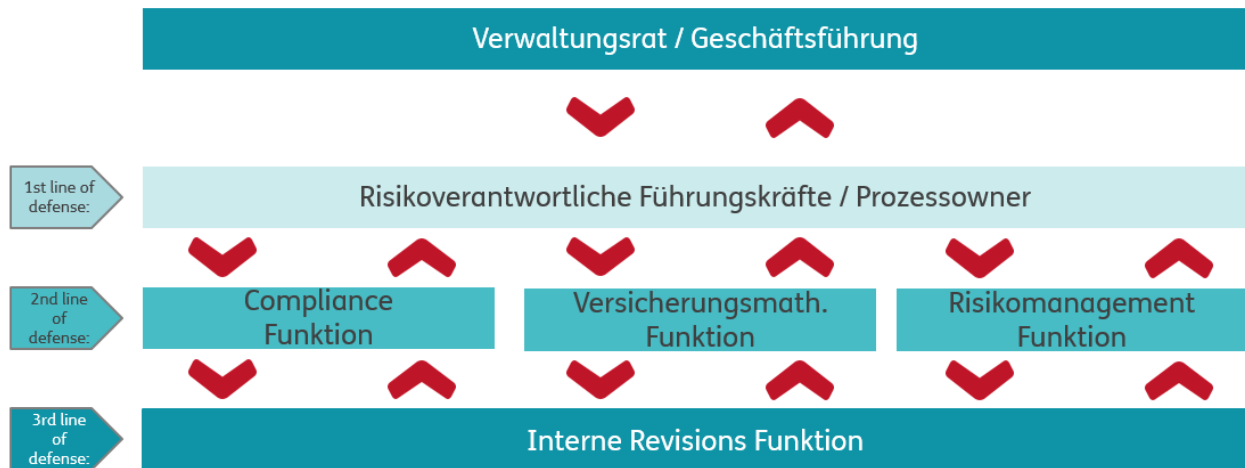 Verwaltungsrat / Geschäftsführung
1st line of
defense:
Risikoverantwortliche Führungskräfte / Prozessowner
2nd line
of
defense:
Compliance
Funktion
Versicherungsmath.
Funktion
Risikomanagement
Funktion
3rd line
of
defense:
Interne Revisions Funktion